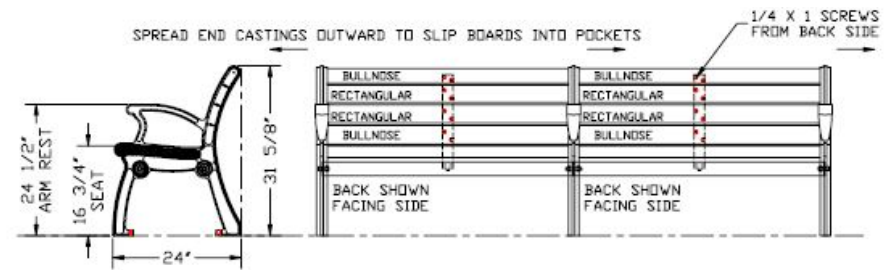 SPREAD END CASTINGS OUTWARD TO SLIP BOARDS INTO POCKETS
1/4 X 1 SCREWS
FROM BACK SIDE
BULLNOSE
RECTANGULAR
RECTANGULAR
BULLNOSE
BULLNOSE
RECTANGULAR
RECTANGULAR
BULLNOSE
24 1/2"
ARM REST
16 3/4"
SEAT
31 5/8"
BACK SHOWN
FACING SIDE
BACK SHOWN
FACING SIDE
24"